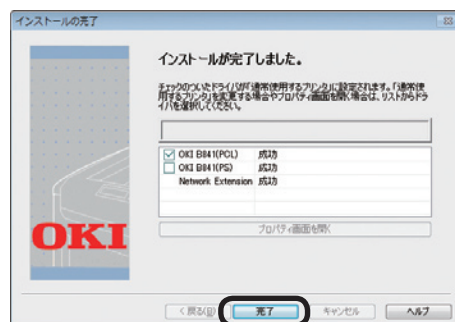 インストールの完了
インストールが完了しました。
チェックのついたドライバが「通常使用するプリンタ」に設定されます。「通常使
用するプリンタ」を変更する場合やプロパティ画面を開く場合は、リストからドラ
イバを選択してください。
OKI B841(PCL) 成功
OKI B841(PS) 成功
Network Extension 成功
OKI
プロパティ画面を開く
< 戻る(B) 完了 キャンセル ヘルプ